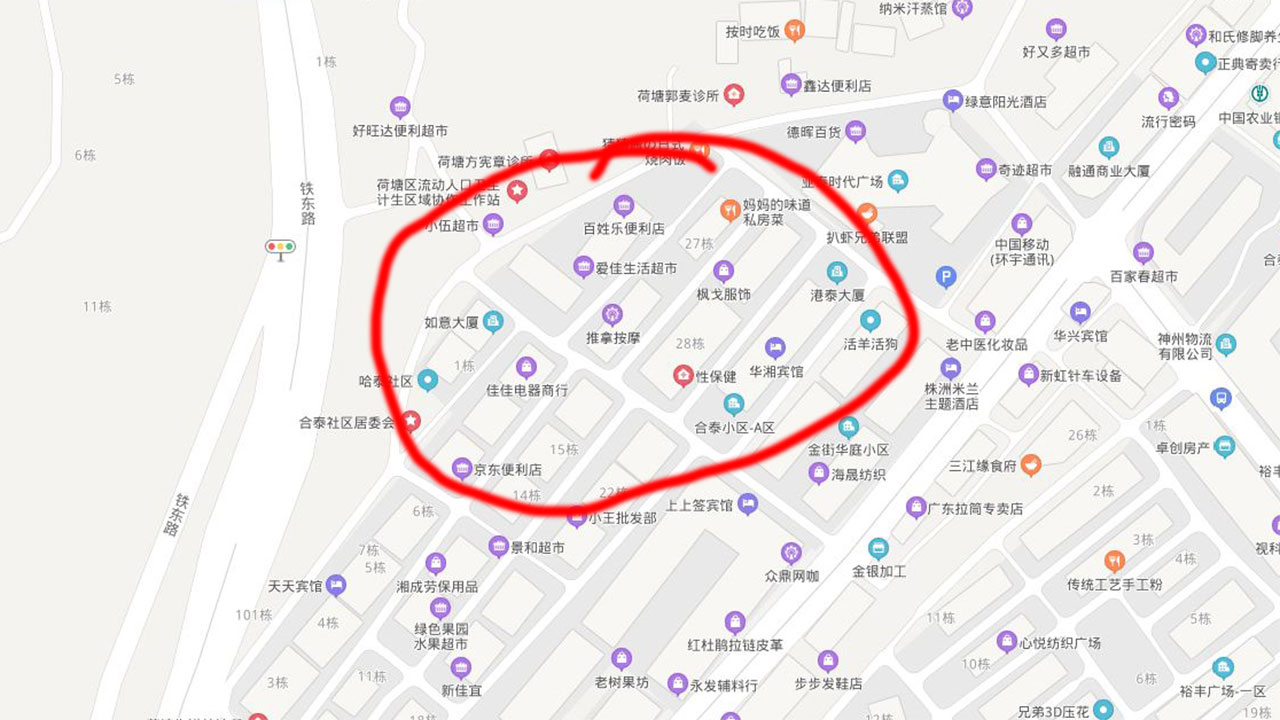 纳米汗蒸馆
按时吃饭
好又多超市
和氏修脚养生
正典寄卖行
1栋
5栋
鑫达便利店
荷塘郭麦诊所
绿意阳光酒店
流行密码
中国农业银
好旺达便利超市
德晖百货
6栋
荷塘方宪章诊所
烧肉饭
奇迹超市
融通商业大厦
荷塘区流动人口卫生
计生区域协作工作站
亚泰时代广场
铁东路
妈妈的味道
私房菜
小伍超市
百姓乐便利店
27栋
扒虾兄弟联盟
中国移动
(环宇通讯)
爱佳生活超市
百家春超市
枫戈服饰
港泰大厦
11栋
如意大厦
推拿按摩
28栋
活羊活狗
老中医化妆品
华兴宾馆
神州物流
有限公司
1栋
华湘宾馆
佳佳电器商行
性保健
哈泰社区
新虹针车设备
株洲米兰
主题酒店
合泰社区居委会
合泰小区-A区
1栋
26栋
15栋
金街华庭小区
卓创房产
京东便利店
海晟纺织
三江缘食府
14栋
22栋
2栋
铁东路
6栋
小王批发部
上上签宾馆
广东拉筒专卖店
7栋
景和超市
3栋
5栋
众鼎网咖
金银加工
4栋
天天宾馆
湘成劳保用品
传统工艺手工粉
101栋
4栋
绿色果园
水果超市
11栋
5栋
红杜鹃拉链皮革
心悦纺织广场
10栋
3栋
11栋
新佳宜
老树果坊
永发辅料行
步步发鞋店
6栋
裕丰广场-一区
兄弟3D压花
12栋
19栋
18栋